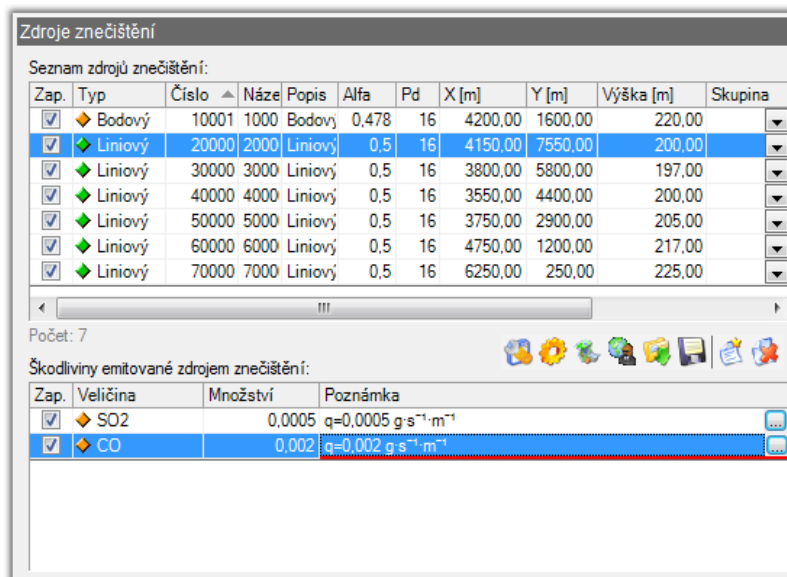 Zdroje znečištění
Seznam zdrojů znečištění:
Zap. Typ Číslo Náze Popis Alfa Pd X [m] Y [m] Výška [m] Skupina
Bodový 10001 1000 Bodový 0,478 16 4200,00 1600,00 220,00
Liniový 20000 2000 Liniový 0,5 16 4150,00 7550,00 200,00
Liniový 30000 3000 Liniový 0,5 16 3800,00 5800,00 197,00
Liniový 40000 4000 Liniový 0,5 16 3550,00 4400,00 200,00
Liniový 50000 5000 Liniový 0,5 16 3750,00 2900,00 205,00
Liniový 60000 6000 Liniový 0,5 16 4750,00 1200,00 217,00
Liniový 70000 7000 Liniový 0,5 16 6250,00 250,00 225,00
Počet: 7
Škodliviny emitované zdrojem znečištění:
Zap. Veličina Množství Poznámka
SO2 0,0005 q=0,0005 g·s⁻¹·m⁻¹ ...
CO 0,002 q=0,002 g·s⁻¹·m⁻¹ ...